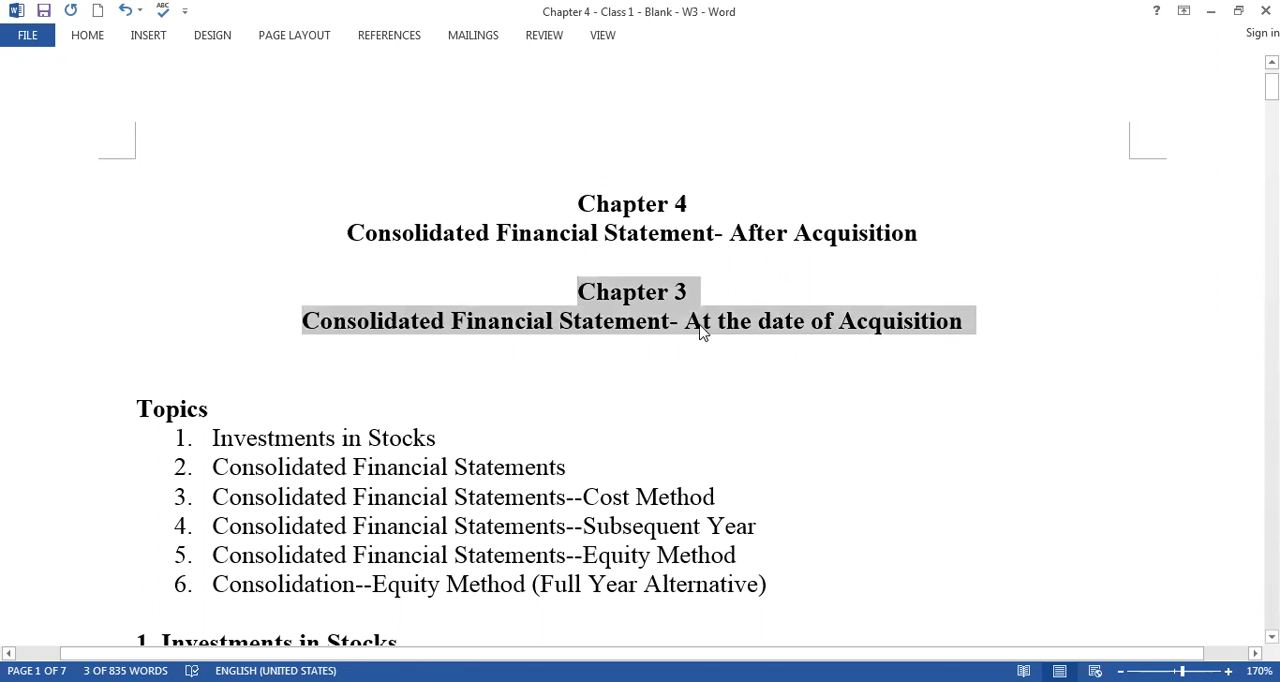 Chapter 4 - Class 1 - Blank - W3 - Word
?
Sign in
FILE HOME INSERT DESIGN PAGE LAYOUT REFERENCES MAILINGS REVIEW VIEW
Chapter 4
Consolidated Financial Statement- After Acquisition
Chapter 3
Consolidated Financial Statement- At the date of Acquisition
Topics
1. Investments in Stocks
2. Consolidated Financial Statements
3. Consolidated Financial Statements--Cost Method
4. Consolidated Financial Statements--Subsequent Year
5. Consolidated Financial Statements--Equity Method
6. Consolidation--Equity Method (Full Year Alternative)
1. Investments in Stocks
PAGE 1 OF 7 3 OF 835 WORDS ENGLISH (UNITED STATES) 170%